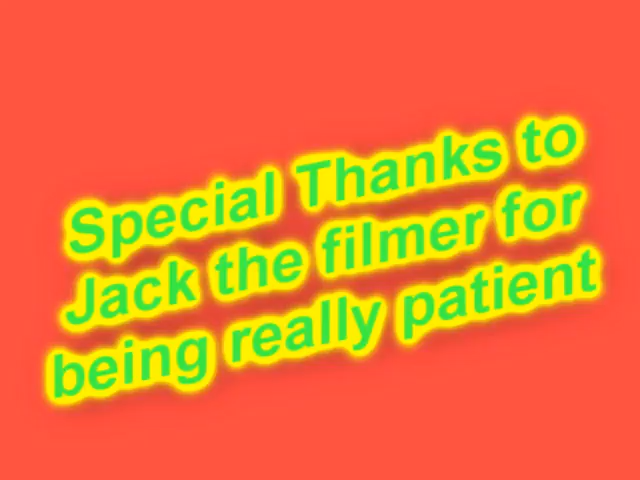 Special Thanks to
Jack the filmer for
being really patient